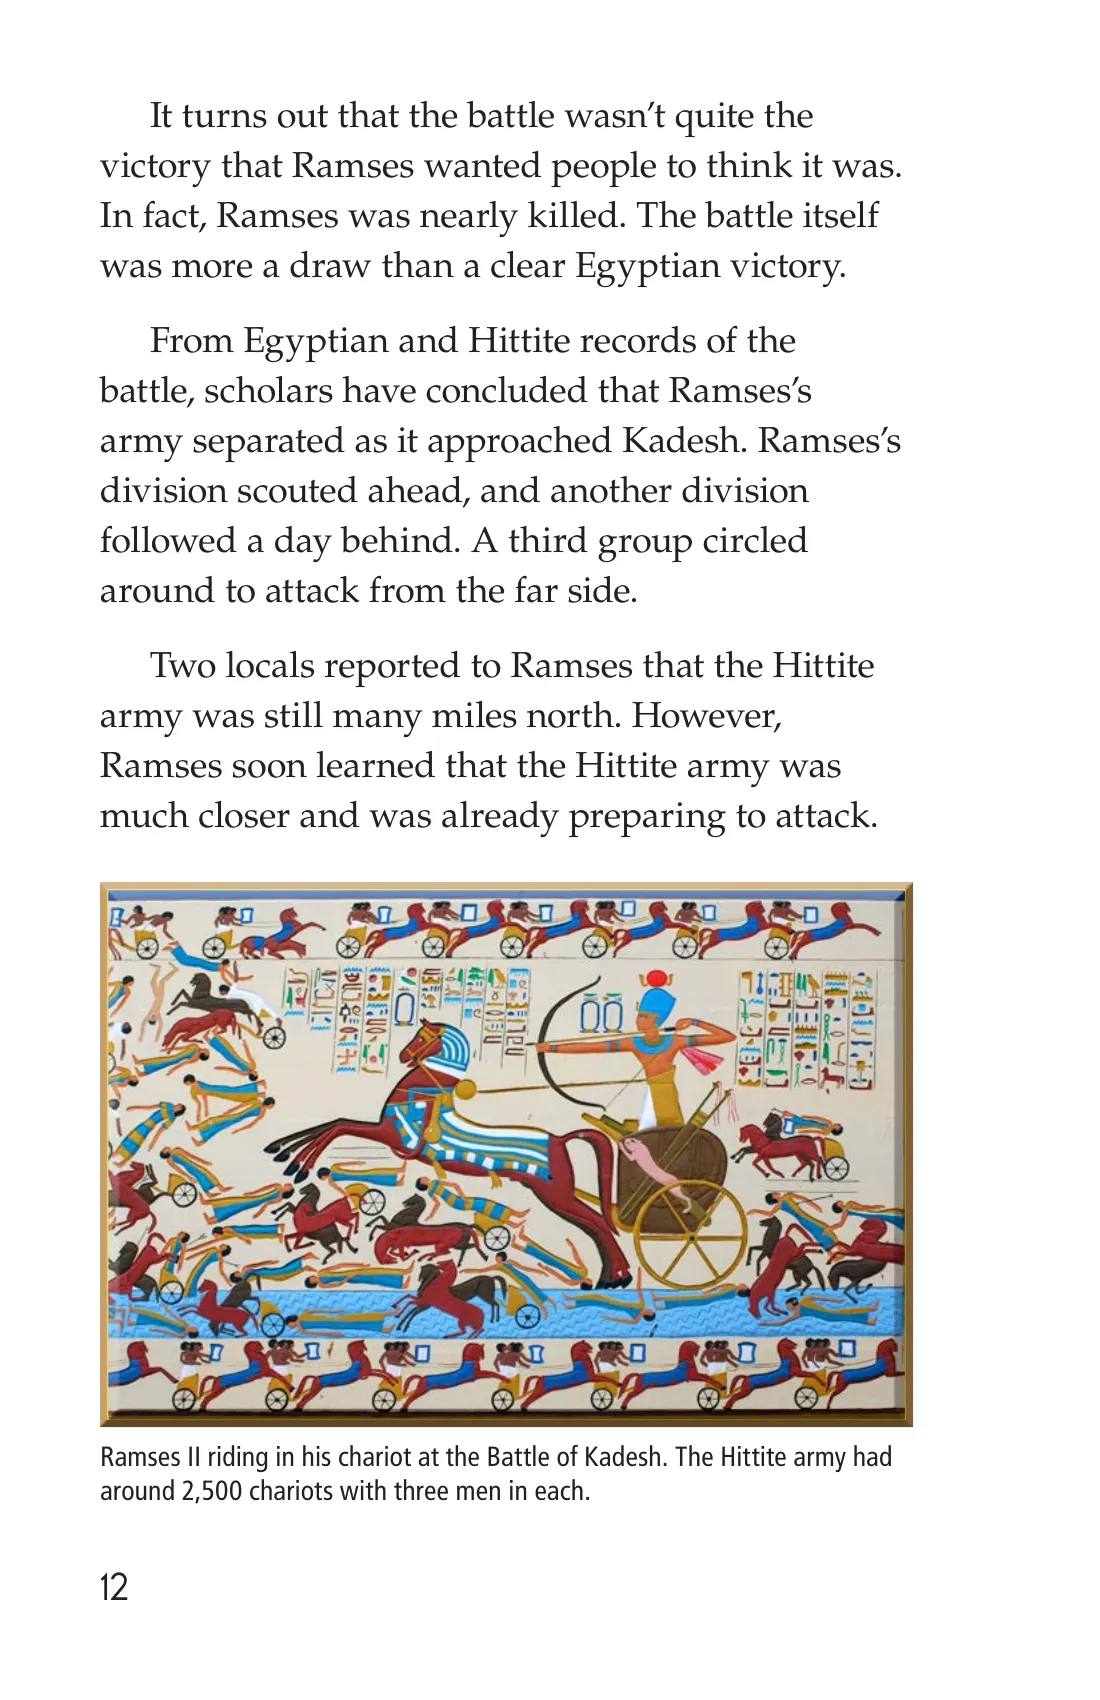 It turns out that the battle wasn’t quite the
victory that Ramses wanted people to think it was.
In fact, Ramses was nearly killed. The battle itself
was more a draw than a clear Egyptian victory.
From Egyptian and Hittite records of the
battle, scholars have concluded that Ramses’s
army separated as it approached Kadesh. Ramses’s
division scouted ahead, and another division
followed a day behind. A third group circled
around to attack from the far side.
Two locals reported to Ramses that the Hittite
army was still many miles north. However,
Ramses soon learned that the Hittite army was
much closer and was already preparing to attack.
Ramses II riding in his chariot at the Battle of Kadesh. The Hittite army had
around 2,500 chariots with three men in each.
12